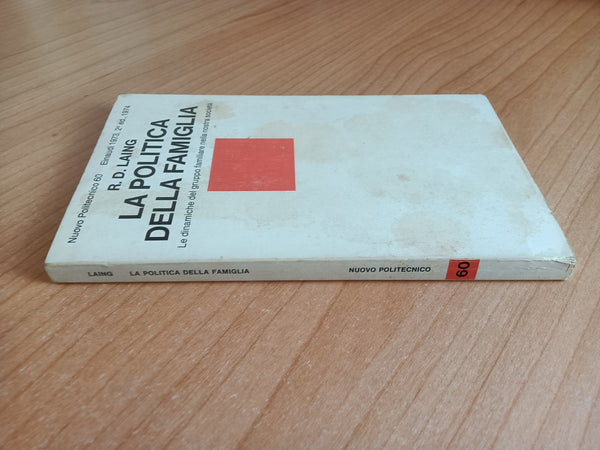 Nuovo Politecnico 60 Einaudi 1973, 2ª ed. 1974
R. D. LAING
LA POLITICA
DELLA FAMIGLIA
Le dinamiche del gruppo familiare nella nostra società
LAING LA POLITICA DELLA FAMIGLIA NUOVO POLITECNICO 60